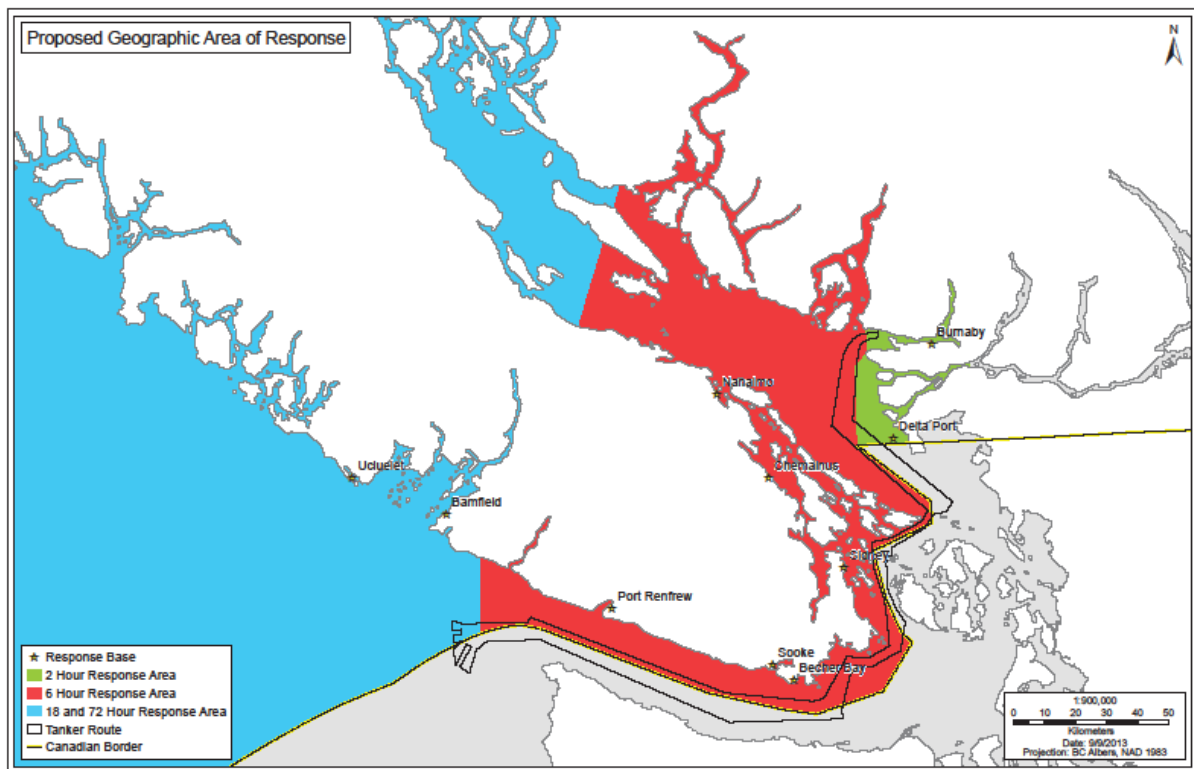 Proposed Geographic Area of Response
N
Burnaby
Nanaimo
Delta Port
Ucluelet
Chemainus
Bamfield
Sidney
Port Renfrew
Sooke
Becher Bay
Response Base
2 Hour Response Area
6 Hour Response Area
18 and 72 Hour Response Area
Tanker Route
Canadian Border
1:900,000
0 10 20 30 40 50
Kilometers
Date: 9/9/2013
Projection: BC Albers, NAD 1983